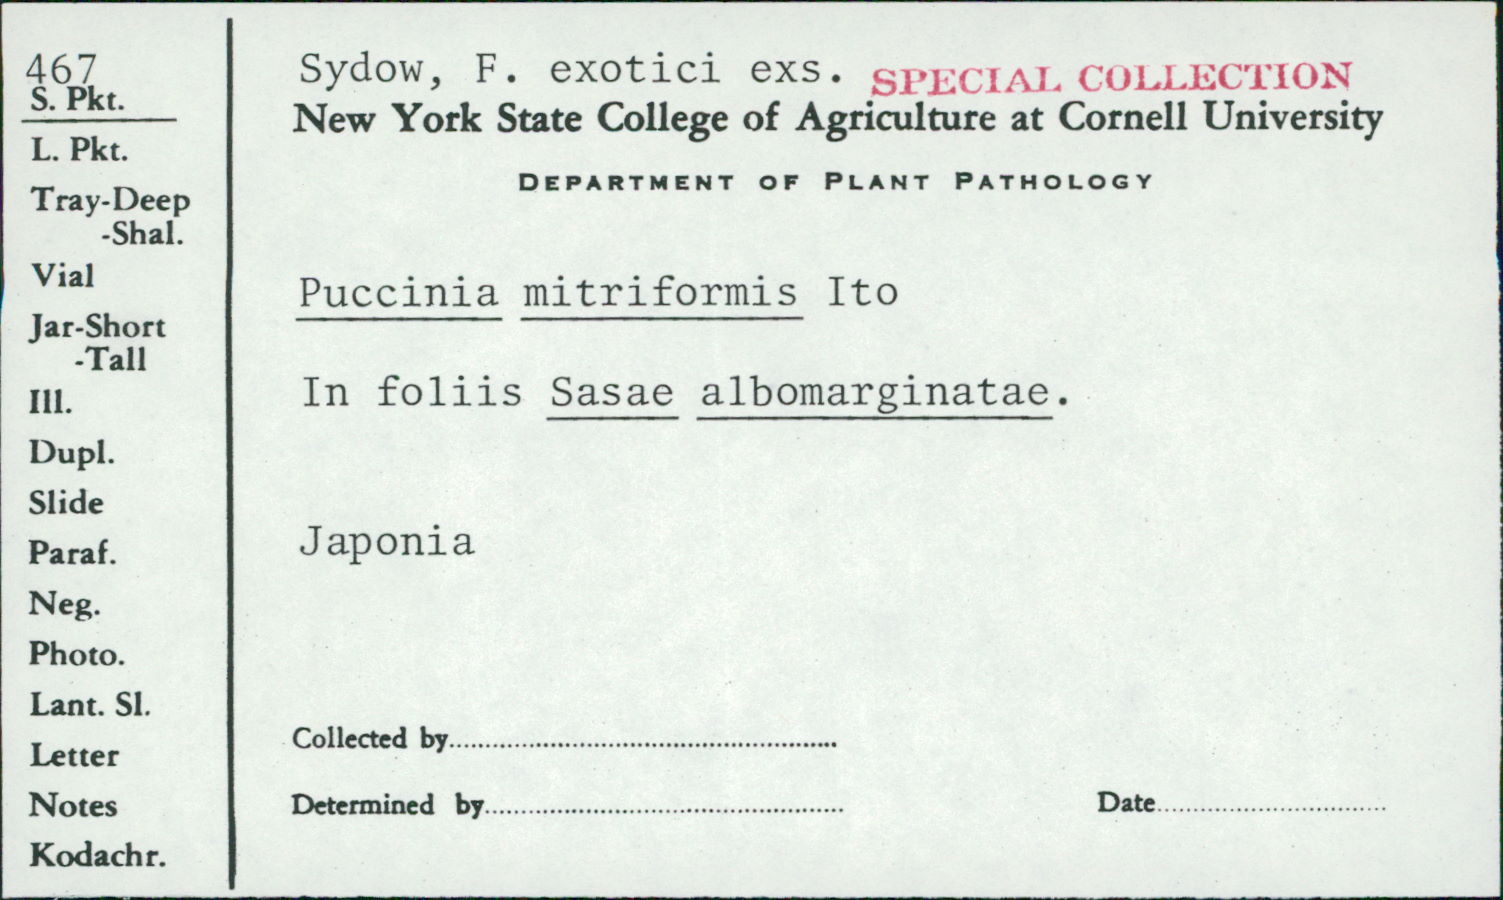 467
S. Pkt.
L. Pkt.
Tray-Deep
-Shal.
Vial
Jar-Short
-Tall
Ill.
Dupl.
Slide
Paraf.
Neg.
Photo.
Lant. Sl.
Letter
Notes
Kodachr.
Sydow, F. exotici exs. SPECIAL COLLECTION
New York State College of Agriculture at Cornell University
DEPARTMENT OF PLANT PATHOLOGY
Puccinia mitriformis Ito
In foliis Sasae albomarginatae.
Japonia
Collected by
Determined by
Date